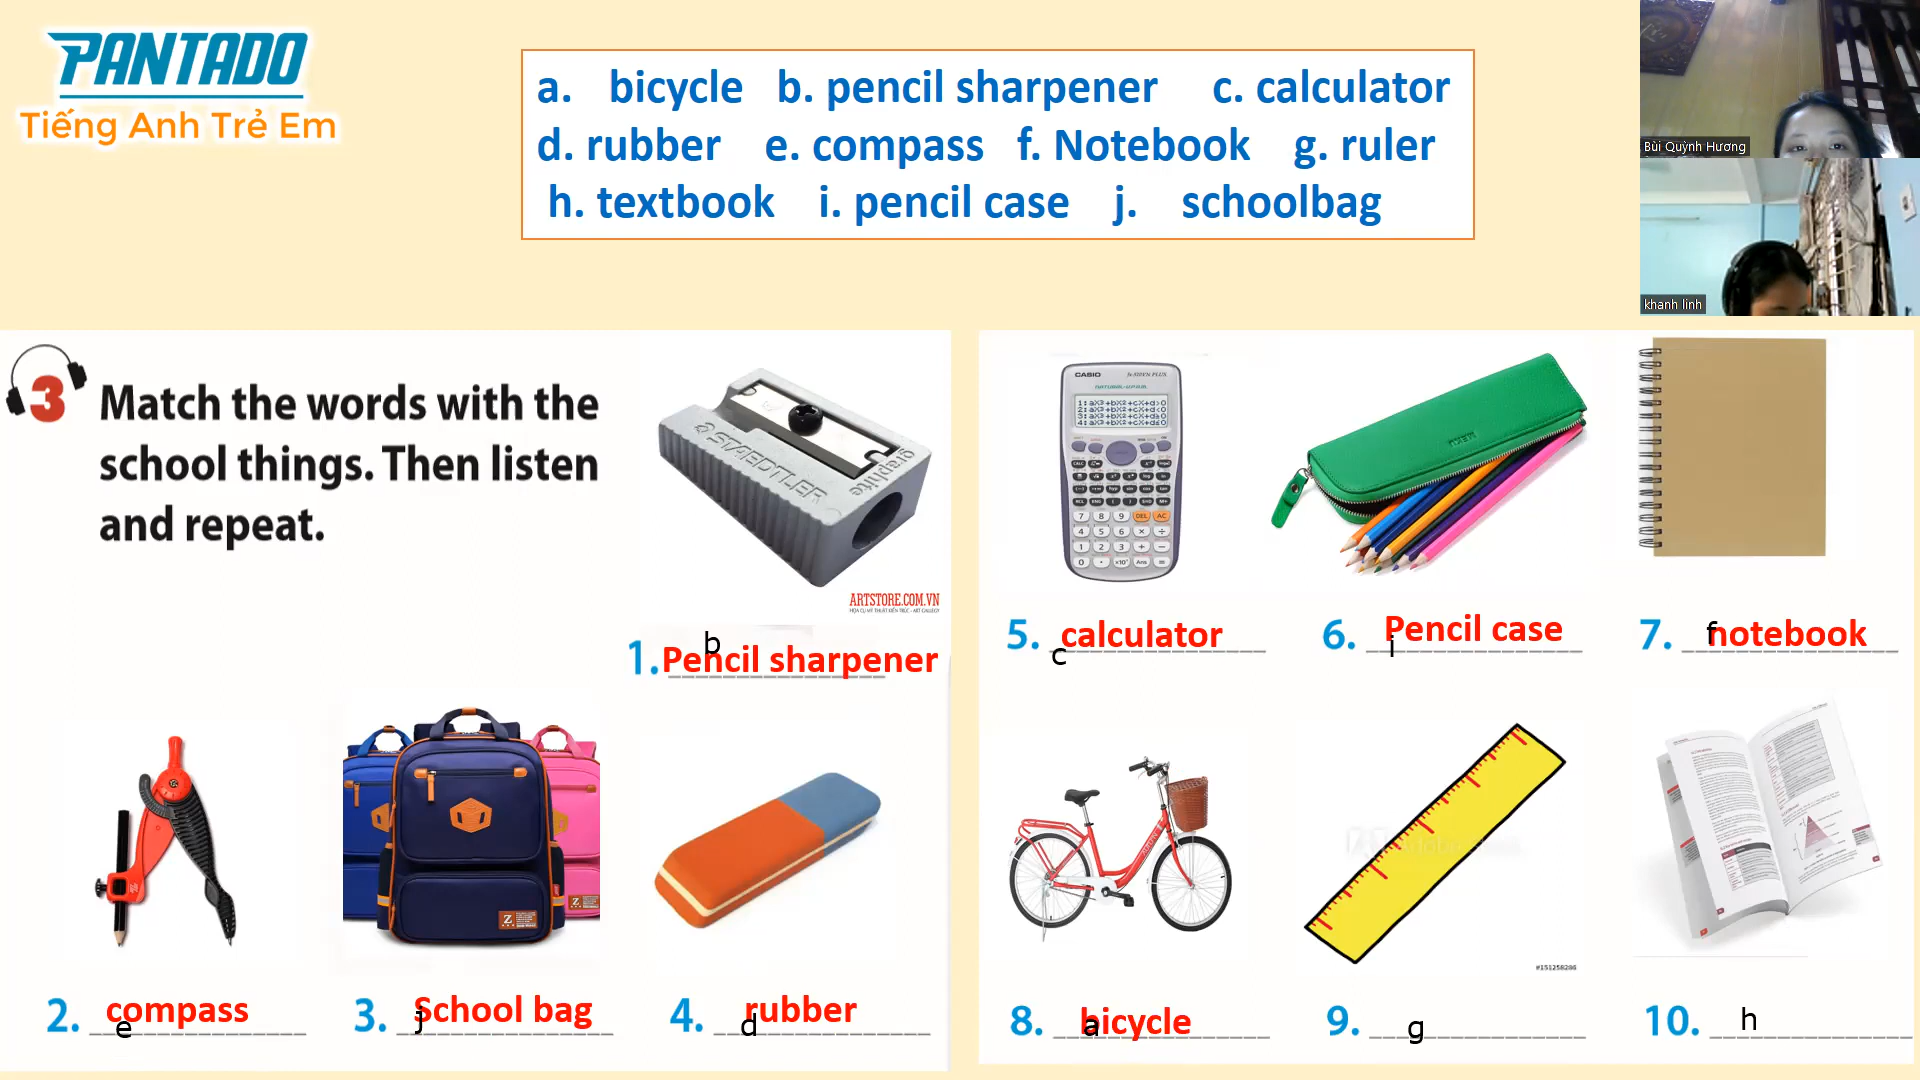 PANTADO
Tiếng Anh Trẻ Em
a. bicycle b. pencil sharpener c. calculator
d. rubber e. compass f. Notebook g. ruler
h. textbook i. pencil case j. schoolbag
Bùi Quỳnh Hương
khanh linh
3 Match the words with the
school things. Then listen
and repeat.
STAEDTLER
graphite
ARTSTORE.COM.VN
b
1. Pencil sharpener
CASIO
5. calculator
c
6. Pencil case
i
7. notebook
f
Z
2. compass
e
3. School bag
j
4. rubber
d
8. bicycle
a
#151258286
9. g
10. h